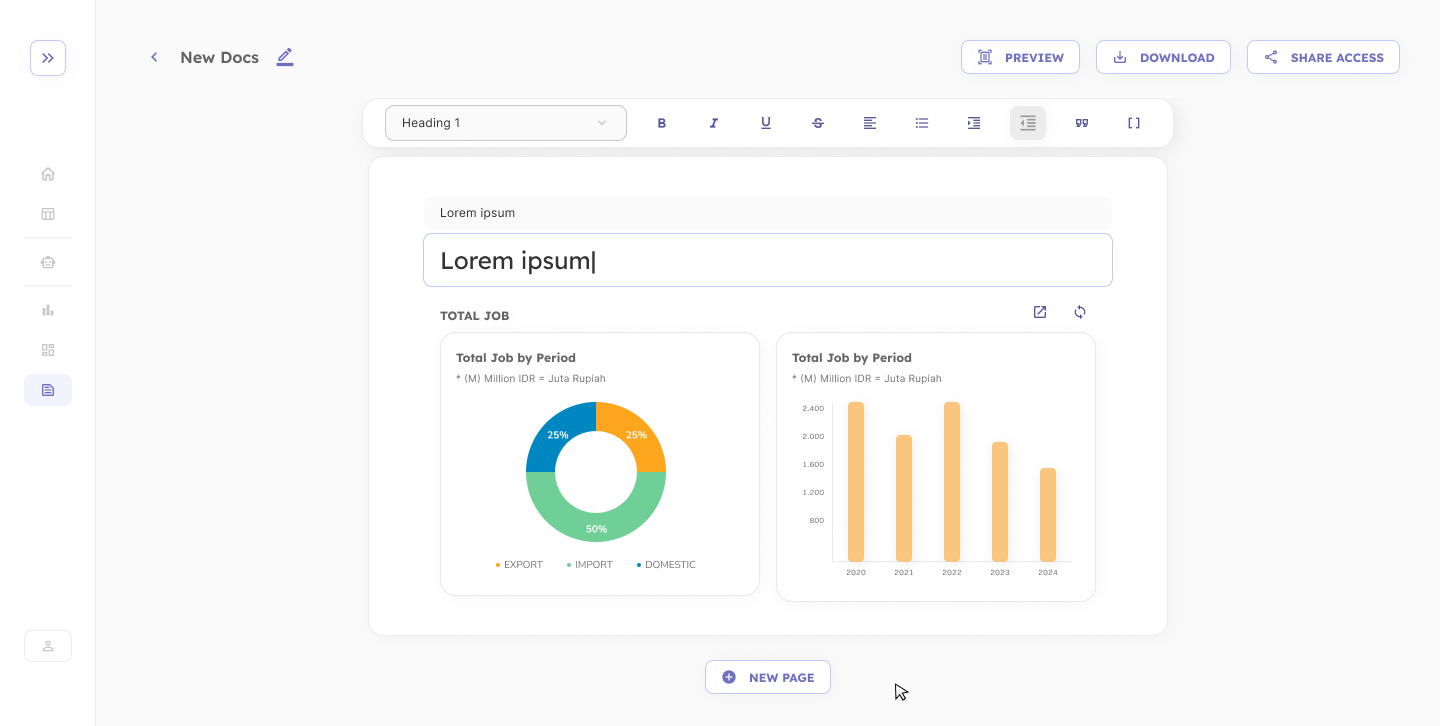 New Docs
PREVIEW
DOWNLOAD
SHARE ACCESS
Heading 1
B I U S
Lorem ipsum
Lorem ipsum
TOTAL JOB
Total Job by Period
* (M) Million IDR = Juta Rupiah
25%
25%
50%
EXPORT
IMPORT
DOMESTIC
Total Job by Period
* (M) Million IDR = Juta Rupiah
2.400
2.000
1.600
1.200
800
2020
2021
2022
2023
2024
NEW PAGE